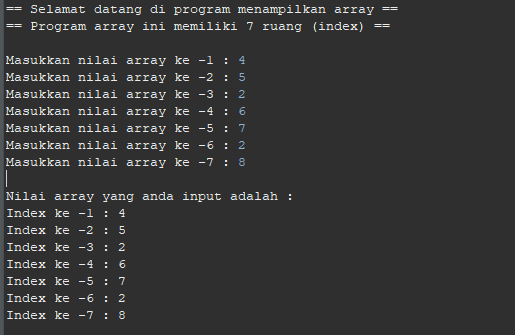 == Selamat datang di program menampilkan array ==
== Program array ini memiliki 7 ruang (index) ==
Masukkan nilai array ke -1 : 4
Masukkan nilai array ke -2 : 5
Masukkan nilai array ke -3 : 2
Masukkan nilai array ke -4 : 6
Masukkan nilai array ke -5 : 7
Masukkan nilai array ke -6 : 2
Masukkan nilai array ke -7 : 8
Nilai array yang anda input adalah :
Index ke -1 : 4
Index ke -2 : 5
Index ke -3 : 2
Index ke -4 : 6
Index ke -5 : 7
Index ke -6 : 2
Index ke -7 : 8